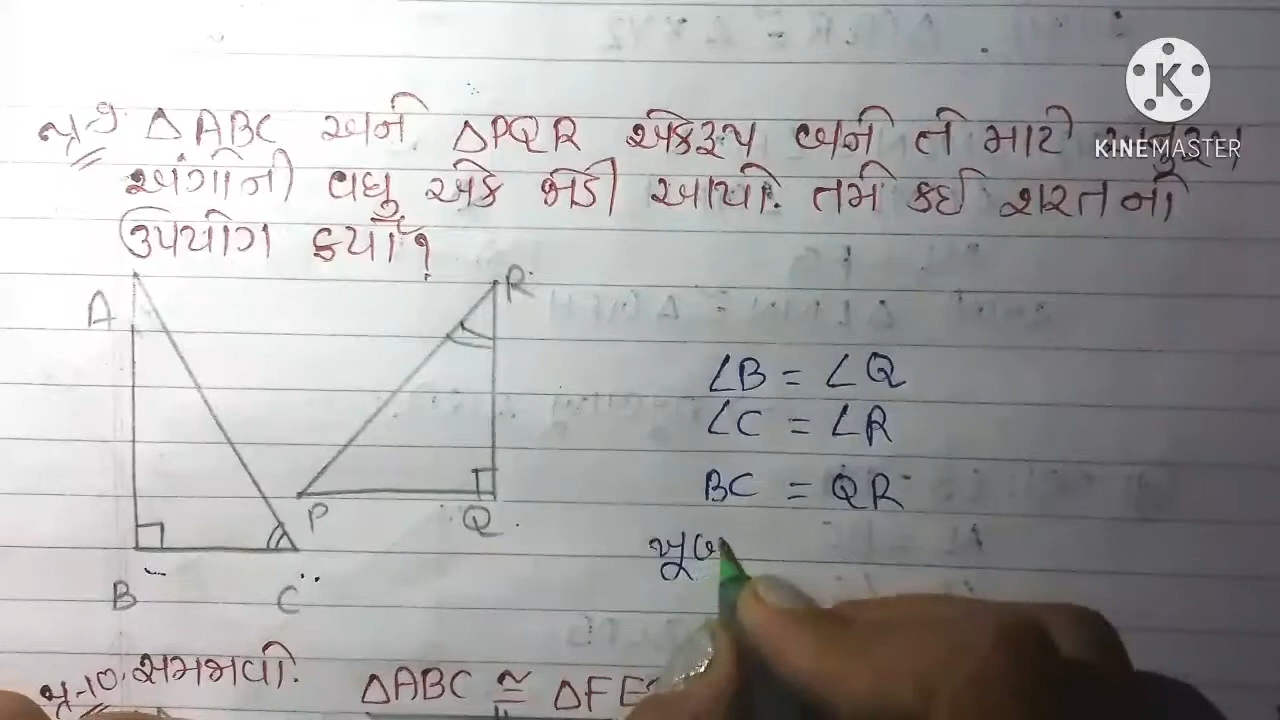 પ્ર-9. △ABC અને △PQR એકરૂપ બને તે માટે અનુરૂપ
અંગોની વધુ એક જોડી આપો. તમે કઈ શરતનો
ઉપયોગ કર્યો?
K
KINEMASTER
A
R
∠B = ∠Q
∠C = ∠R
BC = QR
P
Q
B
C
પ્ર-10. સમજાવો. △ABC ≅ △FE